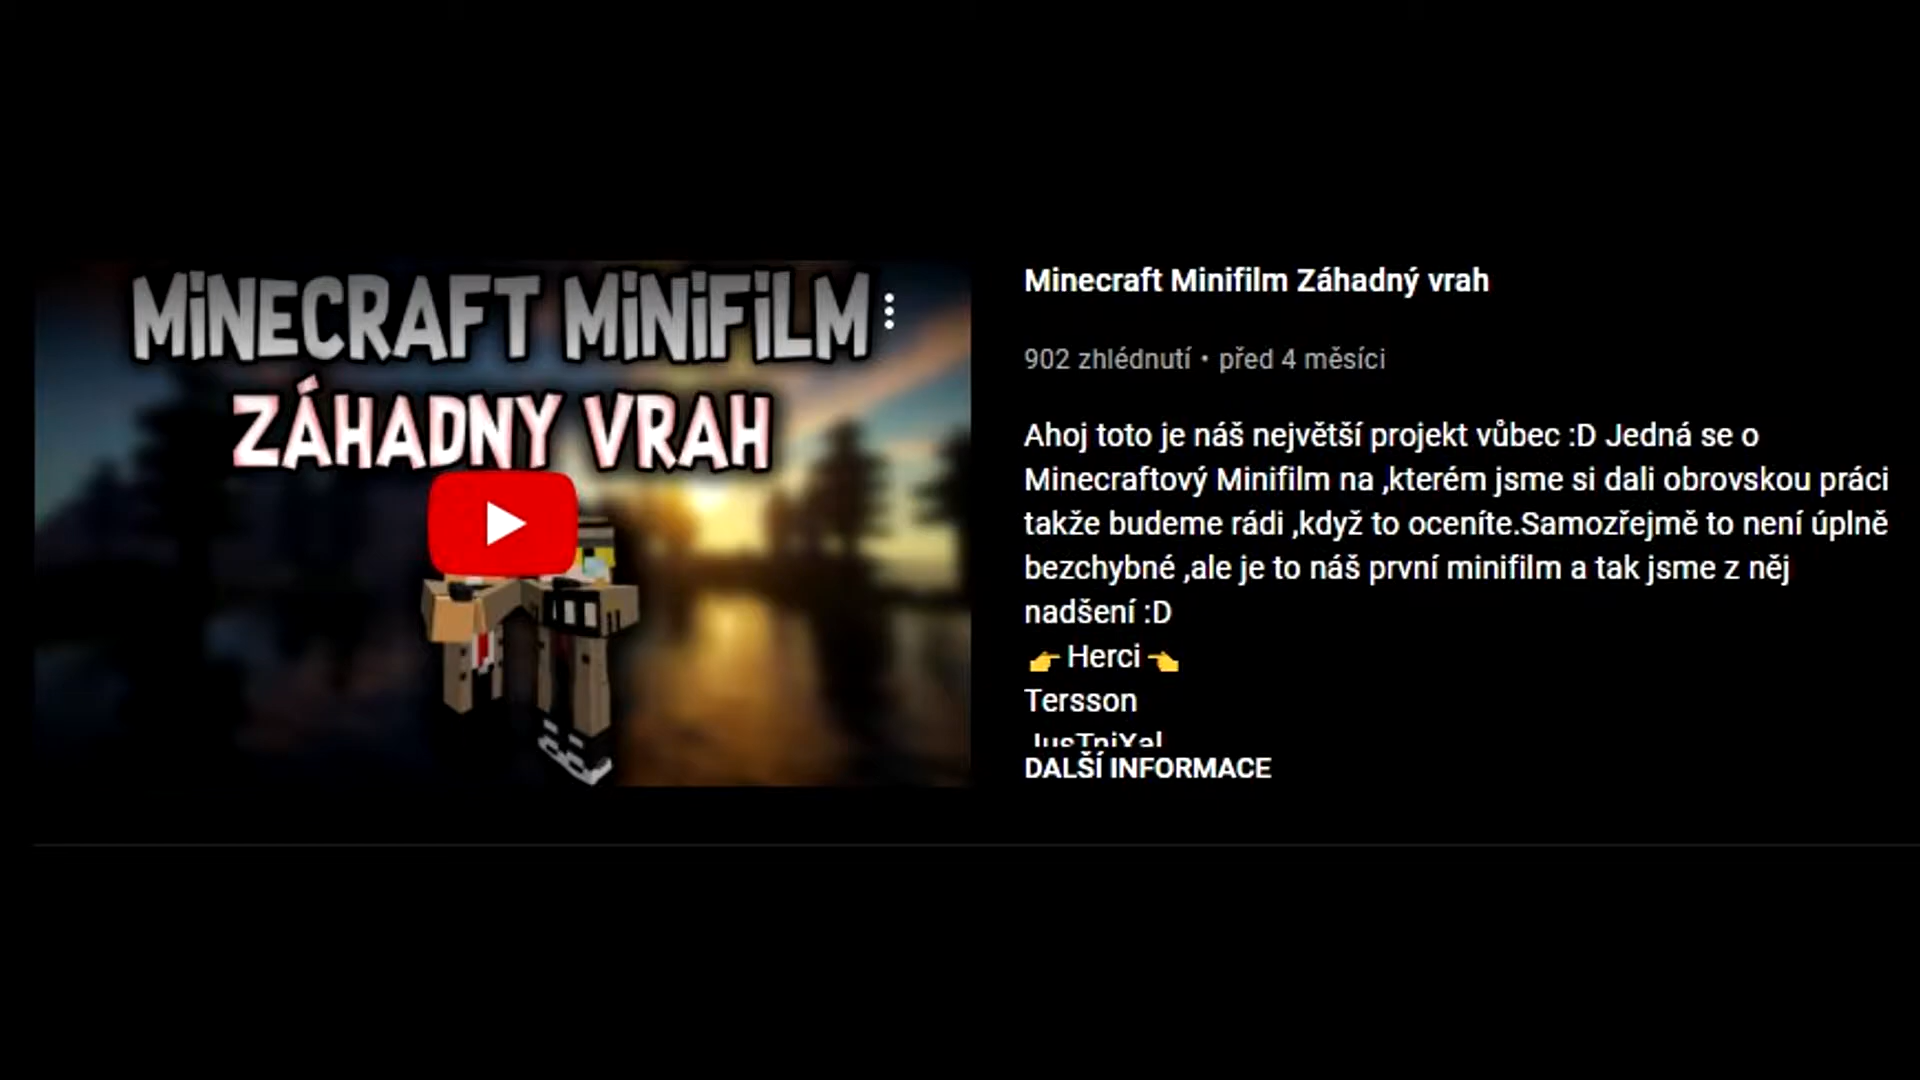 MINECRAFT MINIFILM
ZÁHADNY VRAH
Minecraft Minifilm Záhadný vrah
902 zhlédnutí • před 4 měsíci
Ahoj toto je náš největší projekt vůbec :D Jedná se o
Minecraftový Minifilm na ,kterém jsme si dali obrovskou práci
takže budeme rádi ,když to oceníte.Samozřejmě to není úplně
bezchybné ,ale je to náš první minifilm a tak jsme z něj
nadšení :D
👉Herci👈
Tersson
DALŠÍ INFORMACE